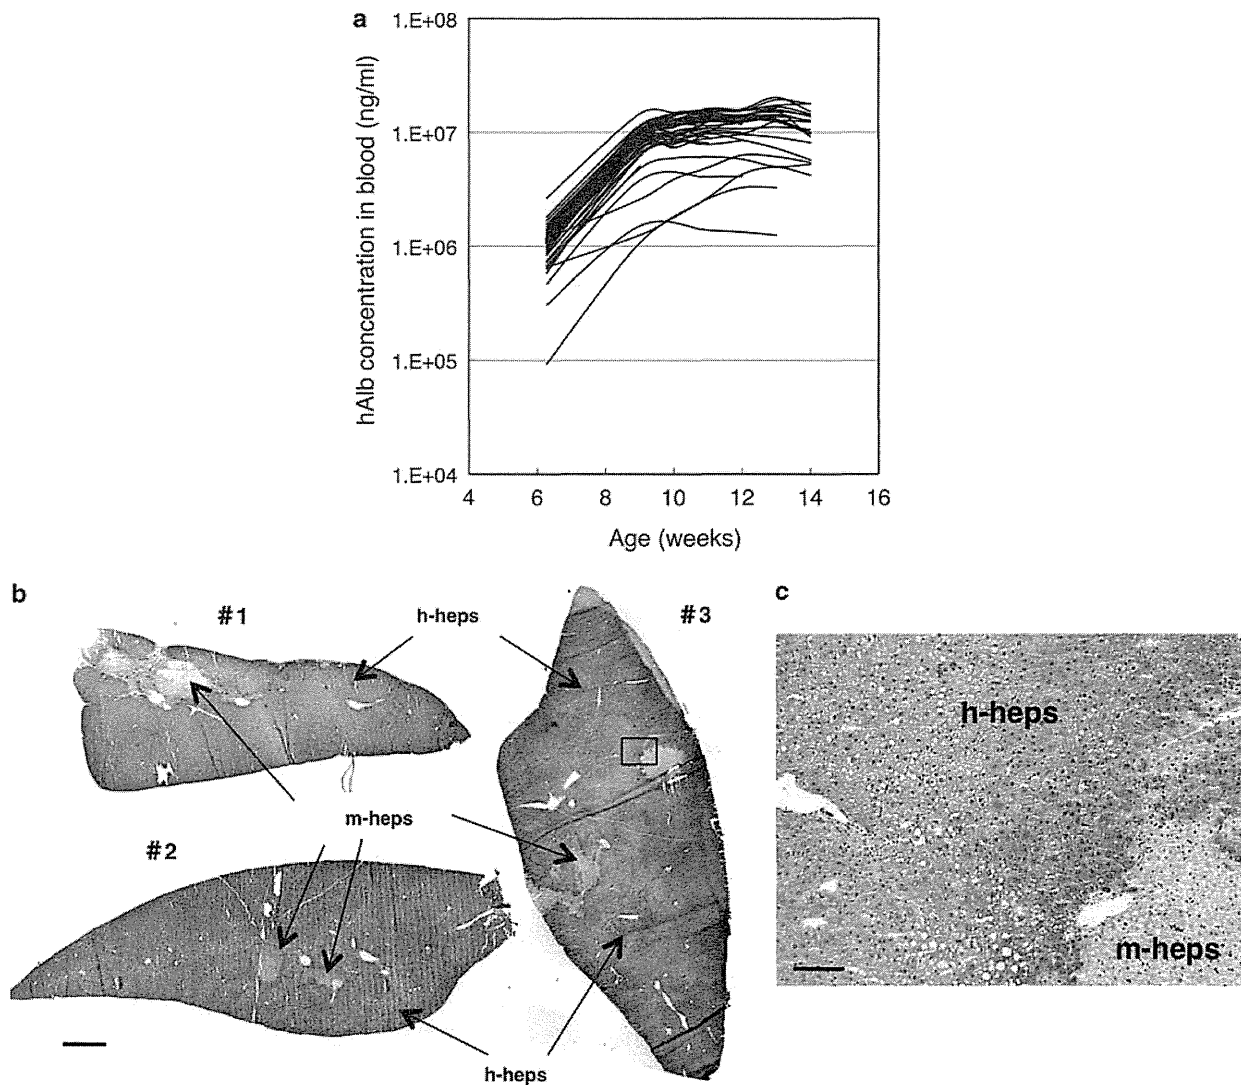 a
1.E+08
1.E+07
1.E+06
1.E+05
1.E+04
hAlb concentration in blood (ng/ml)
4 6 8 10 12 14 16
Age (weeks)
b
#1
h-heps
#3
m-heps
#2
h-heps
c
h-heps
m-heps